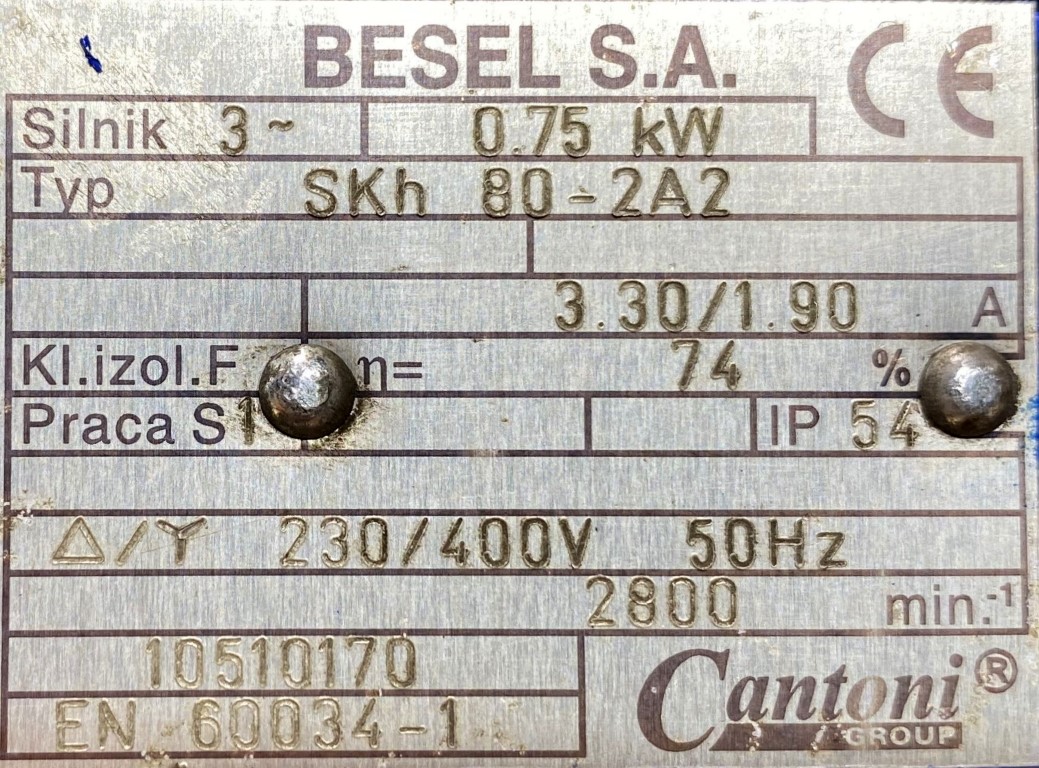 BESEL S.A. CE
Silnik 3~ 0.75 kW
Typ SKh 80-2A2
3.30/1.90 A
Kl.izol.F η= 74 %
Praca S1 IP 54
Δ/Y 230/400V 50Hz
2800 min.⁻¹
10510170
EN 60034-1
Cantoni®
GROUP